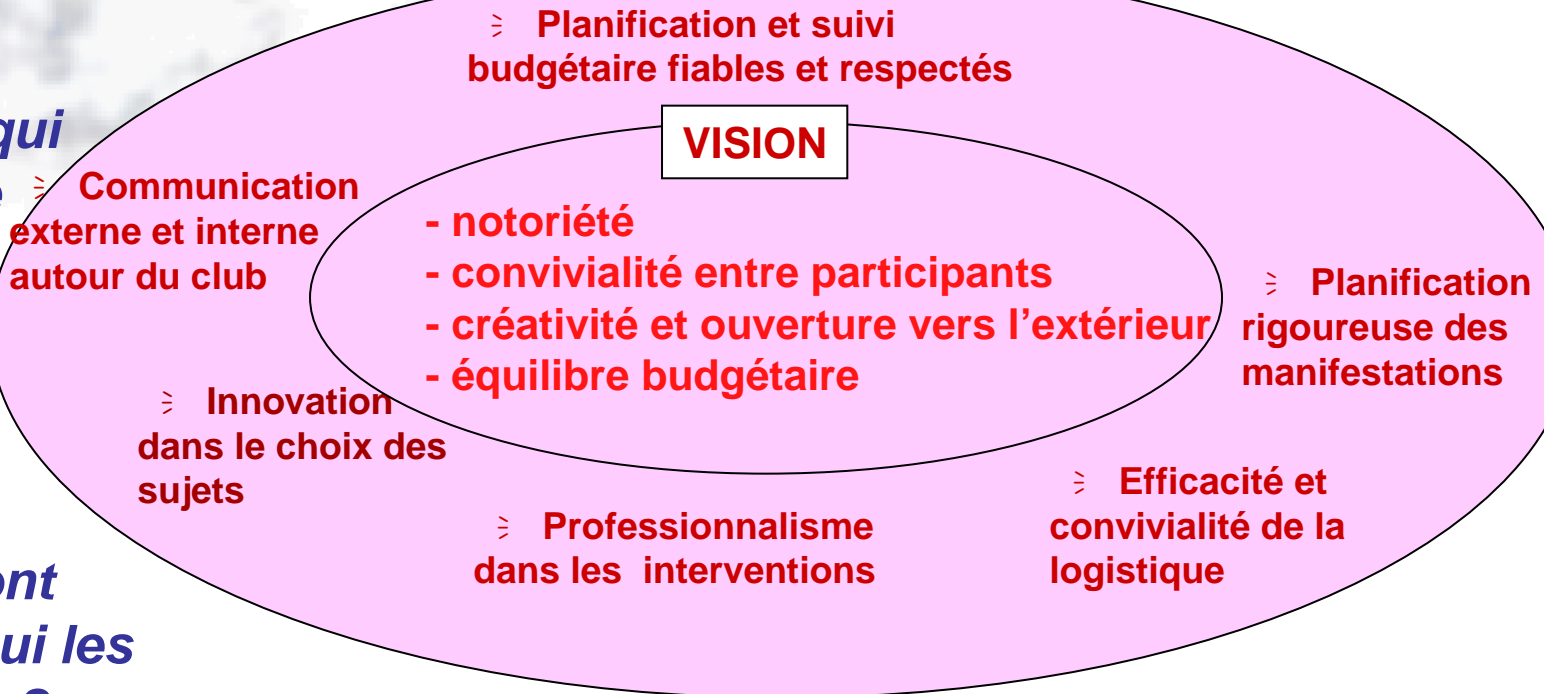 Planification et suivi
budgétaire fiables et respectés
VISION
qui
Communication
externe et interne
autour du club
- notoriété
- convivialité entre participants
- créativité et ouverture vers l’extérieur
- équilibre budgétaire
Planification
rigoureuse des
manifestations
Innovation
dans le choix des
sujets
Professionnalisme
dans les interventions
Efficacité et
convivialité de la
logistique
ont
ui les